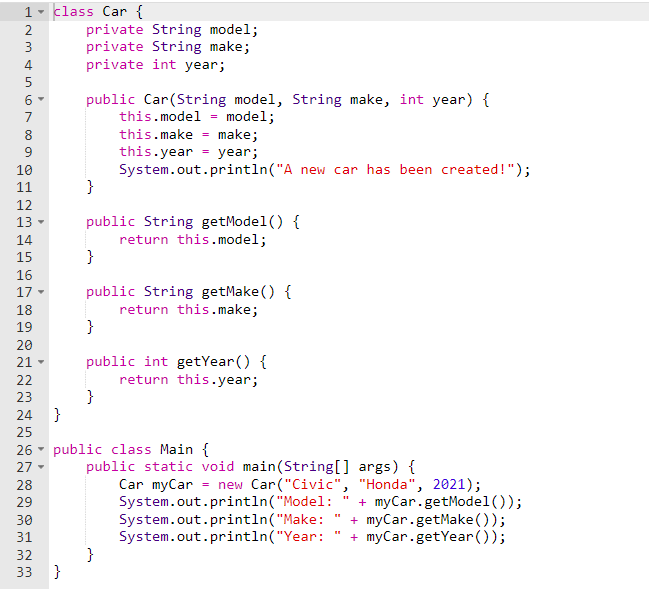 1 class Car {
2     private String model;
3     private String make;
4     private int year;
5
6     public Car(String model, String make, int year) {
7         this.model = model;
8         this.make = make;
9         this.year = year;
10         System.out.println("A new car has been created!");
11     }
12
13     public String getModel() {
14         return this.model;
15     }
16
17     public String getMake() {
18         return this.make;
19     }
20
21     public int getYear() {
22         return this.year;
23     }
24 }
25
26 public class Main {
27     public static void main(String[] args) {
28         Car myCar = new Car("Civic", "Honda", 2021);
29         System.out.println("Model: " + myCar.getModel());
30         System.out.println("Make: " + myCar.getMake());
31         System.out.println("Year: " + myCar.getYear());
32     }
33 }